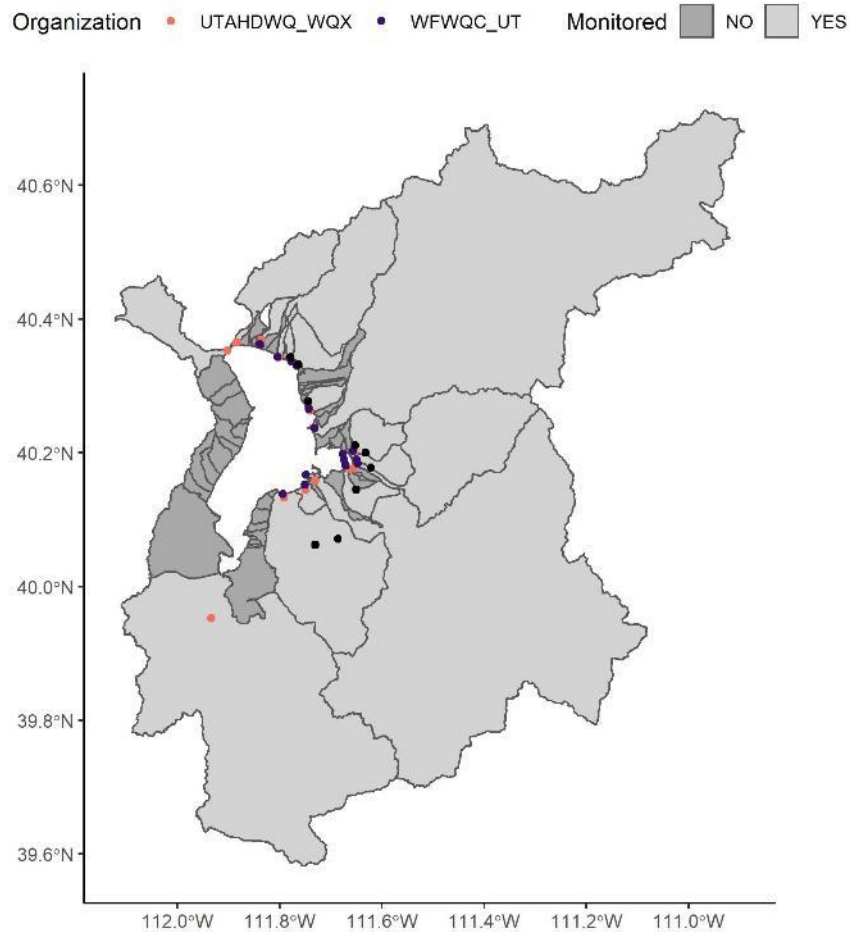 Organization UTAHDWQ_WQX WFWQC_UT Monitored NO YES
40.6°N
40.4°N
40.2°N
40.0°N
39.8°N
39.6°N
112.0°W 111.8°W 111.6°W 111.4°W 111.2°W 111.0°W